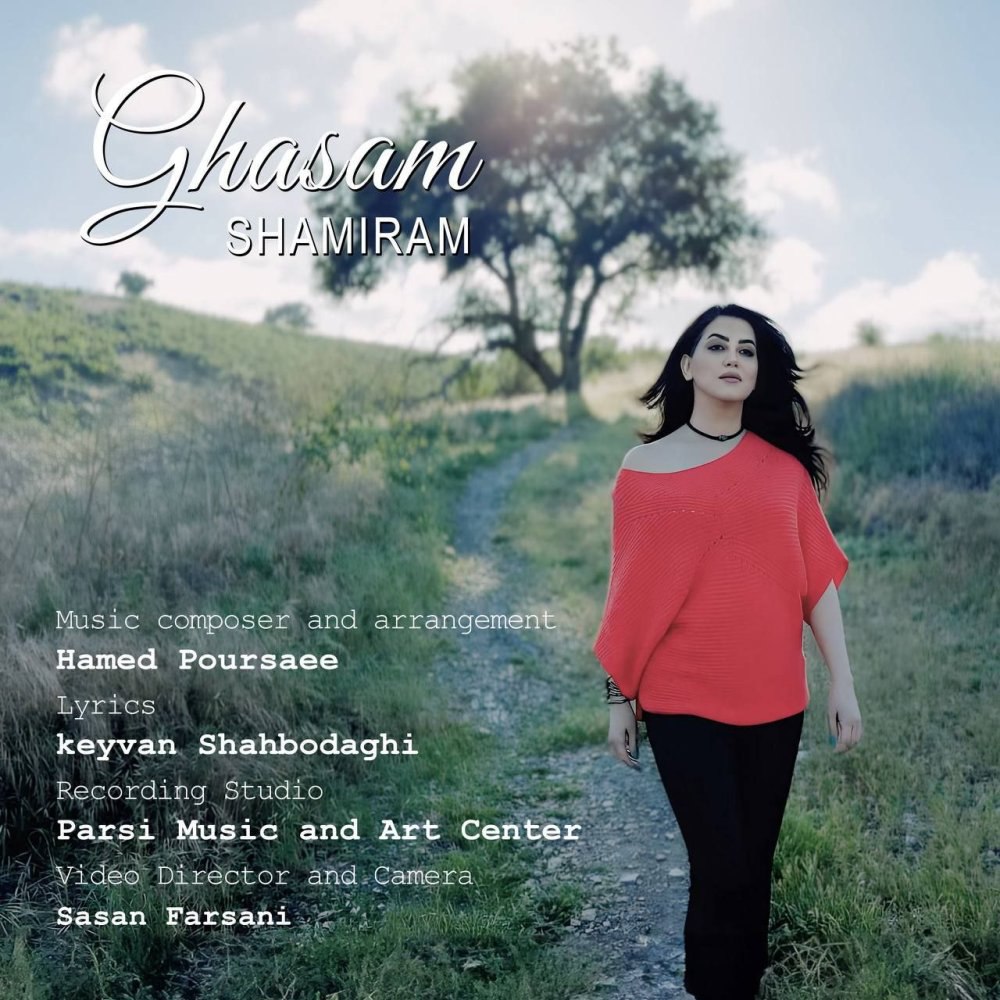 Ghasam
SHAMIRAM
Music composer and arrangement
Hamed Poursaee
Lyrics
keyvan Shahbodaghi
Recording Studio
Parsi Music and Art Center
Video Director and Camera
Sasan Farsani